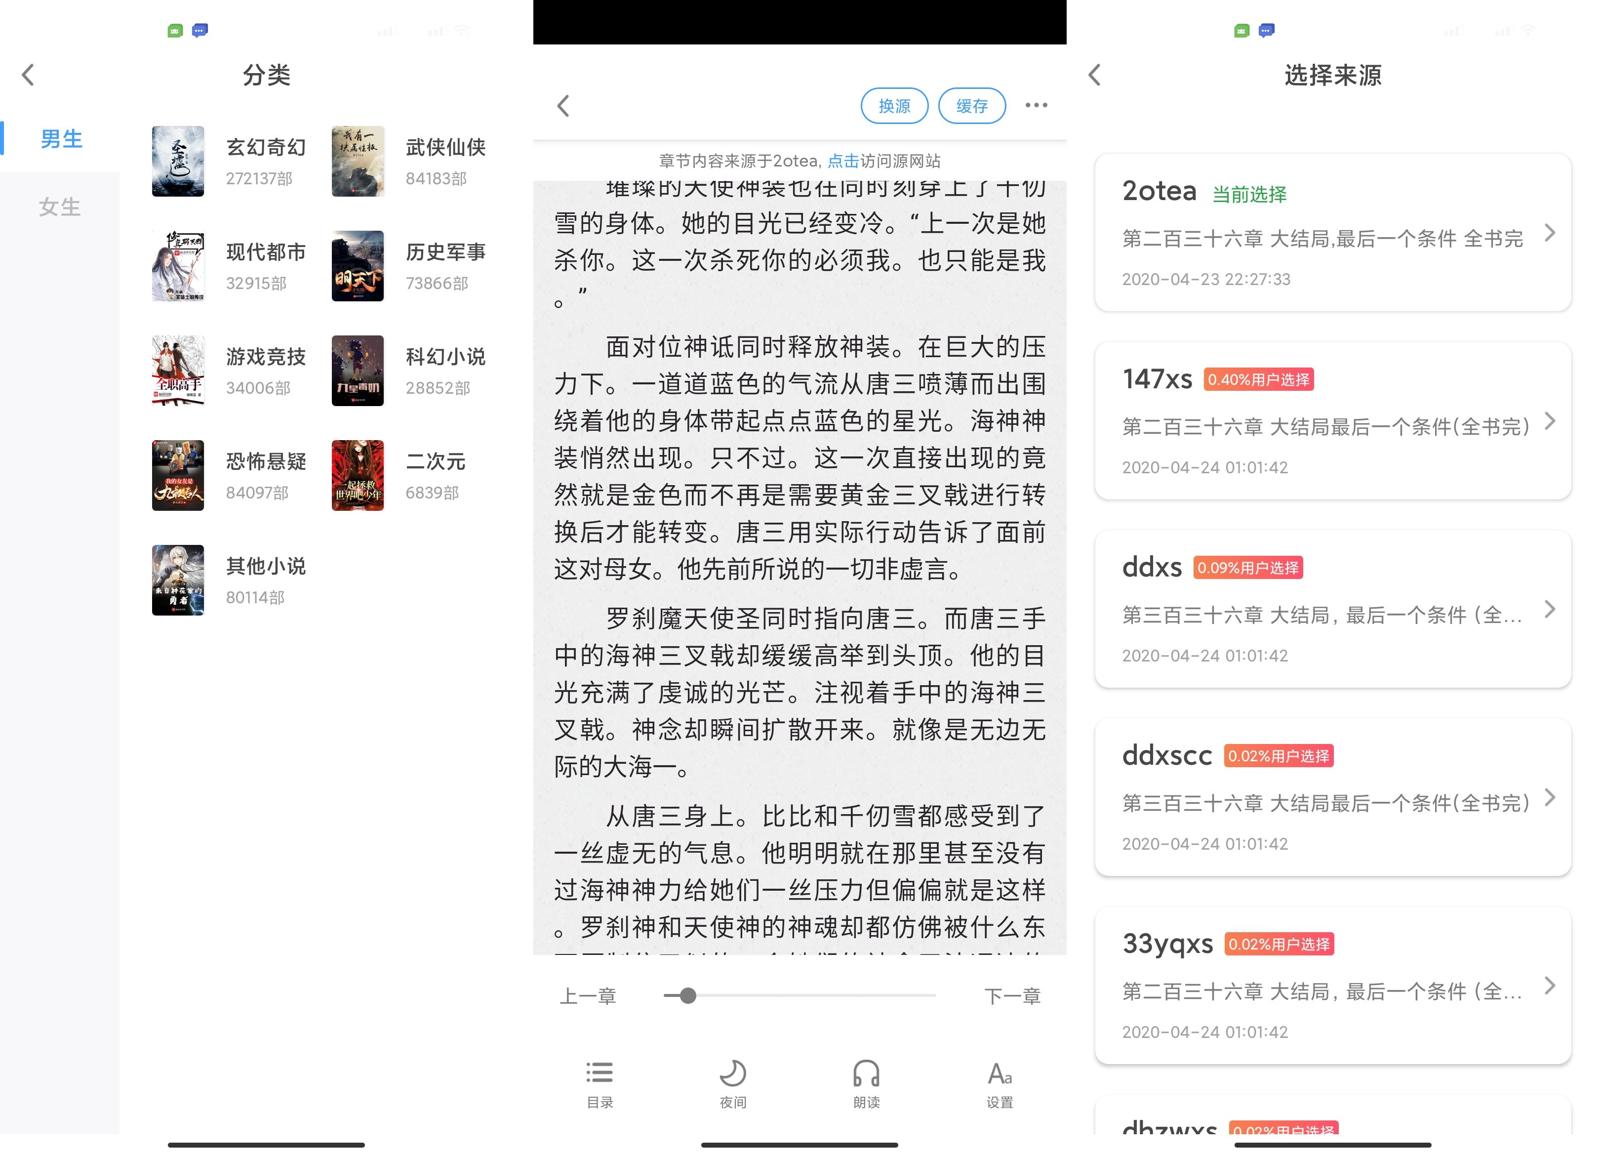 分类
男生
女生
玄幻奇幻
272137部
武侠仙侠
84183部
现代都市
32915部
历史军事
73866部
游戏竞技
34006部
科幻小说
28852部
恐怖悬疑
84097部
二次元
6839部
其他小说
80114部
换源
缓存
章节内容来源于2otea, 点击访问源网站
璀璨的天使神装也在同时刻穿上了千仞
雪的身体。她的目光已经变冷。“上一次是她
杀你。这一次杀死你的必须我。也只能是我
。”
面对位神诋同时释放神装。在巨大的压
力下。一道道蓝色的气流从唐三喷薄而出围
绕着他的身体带起点点蓝色的星光。海神神
装悄然出现。只不过。这一次直接出现的竟
然就是金色而不再是需要黄金三叉戟进行转
换后才能转变。唐三用实际行动告诉了面前
这对母女。他先前所说的一切非虚言。
罗刹魔天使圣同时指向唐三。而唐三手
中的海神三叉戟却缓缓高举到头顶。他的目
光充满了虔诚的光芒。注视着手中的海神三
叉戟。神念却瞬间扩散开来。就像是无边无
际的大海一。
从唐三身上。比比和千仞雪都感受到了
一丝虚无的气息。他明明就在那里甚至没有
过海神神力给她们一丝压力但偏偏就是这样
。罗刹神和天使神的神魂却都仿佛被什么东
上一章
下一章
目录
夜间
朗读
Aa
设置
选择来源
2otea 当前选择
第二百三十六章 大结局,最后一个条件 全书完
2020-04-23 22:27:33
147xs 0.40%用户选择
第二百三十六章 大结局最后一个条件(全书完)
2020-04-24 01:01:42
ddxs 0.09%用户选择
第三百三十六章 大结局，最后一个条件（全...
2020-04-24 01:01:42
ddxscc 0.02%用户选择
第三百三十六章 大结局最后一个条件(全书完)
2020-04-24 01:01:42
33yqxs 0.02%用户选择
第二百三十六章 大结局，最后一个条件（全...
2020-04-24 01:01:42
dhzwxs 0.02%用户选择